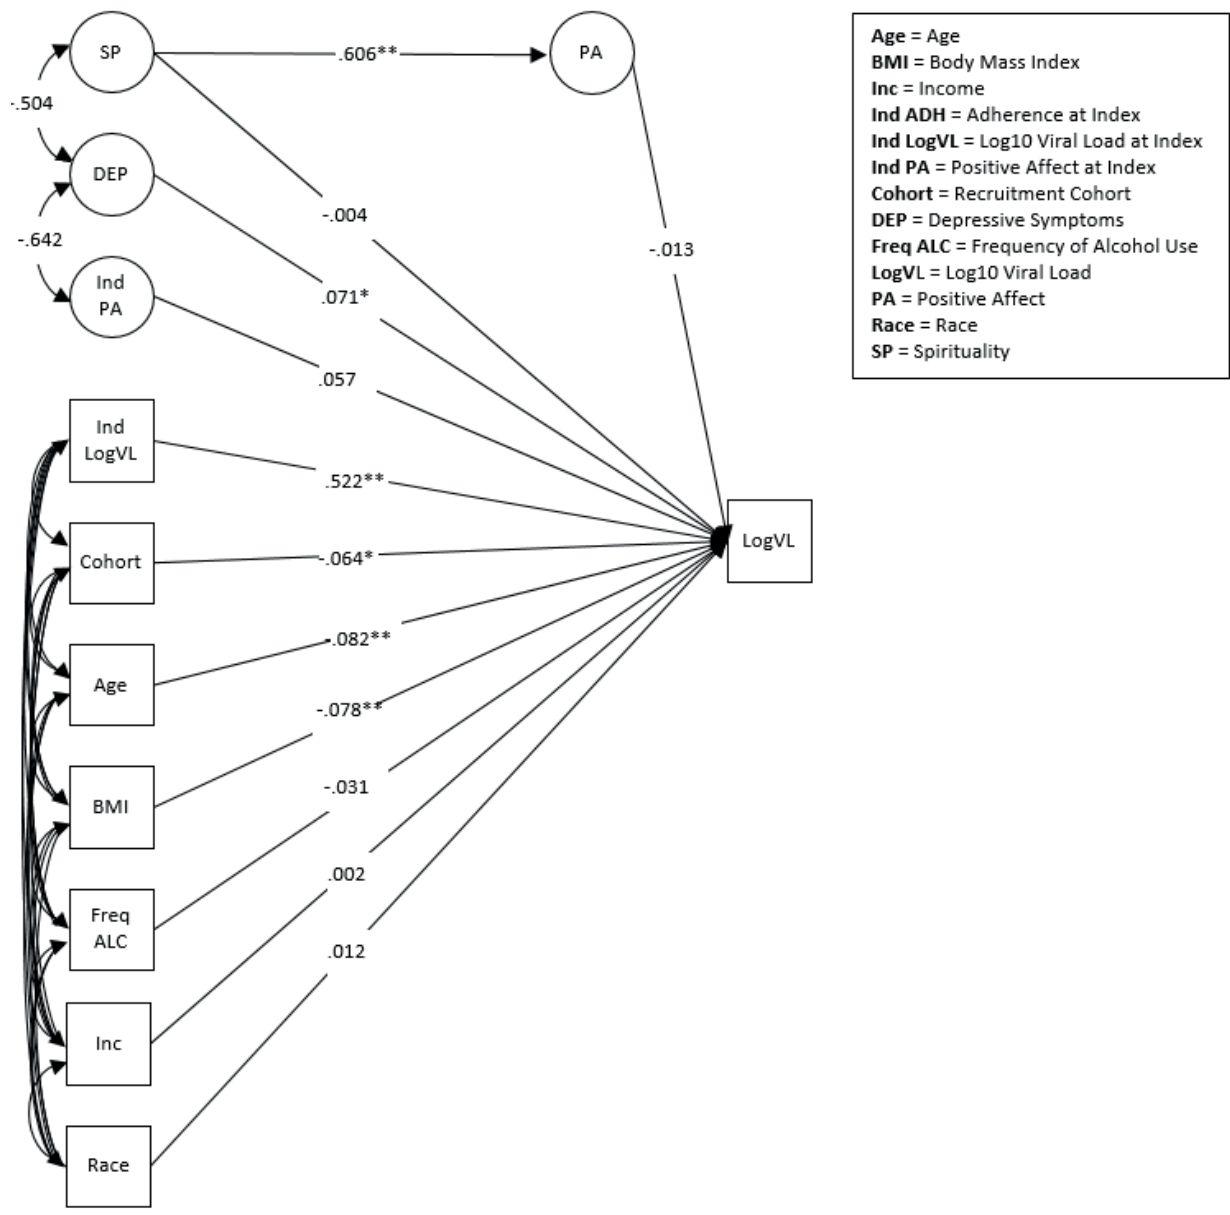 SP
.606**
PA
-.504
DEP
-.004
-.642
-.013
Ind
PA
.071*
.057
Ind
LogVL
.522**
Cohort
-.064*
LogVL
Age
-.082**
BMI
-.078**
-.031
Freq
ALC
.002
.012
Inc
Race
Age = Age
BMI = Body Mass Index
Inc = Income
Ind ADH = Adherence at Index
Ind LogVL = Log10 Viral Load at Index
Ind PA = Positive Affect at Index
Cohort = Recruitment Cohort
DEP = Depressive Symptoms
Freq ALC = Frequency of Alcohol Use
LogVL = Log10 Viral Load
PA = Positive Affect
Race = Race
SP = Spirituality